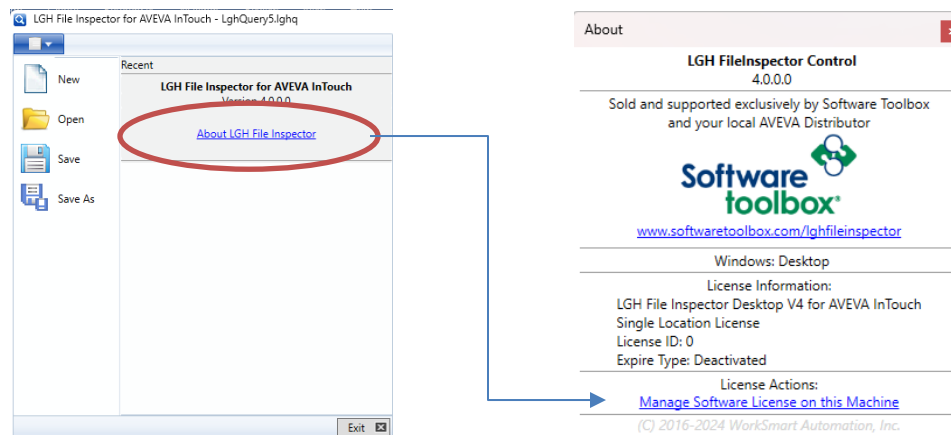 LGH File Inspector for AVEVA InTouch - LghQuery5.lghq
New
Open
Save
Save As
Recent
LGH File Inspector for AVEVA InTouch
Version 4.0.0.0
About LGH File Inspector
Exit
About
LGH FileInspector Control
4.0.0.0
Sold and supported exclusively by Software Toolbox
and your local AVEVA Distributor
Software
toolbox
www.softwaretoolbox.com/lghfileinspector
Windows: Desktop
License Information:
LGH File Inspector Desktop V4 for AVEVA InTouch
Single Location License
License ID: 0
Expire Type: Deactivated
License Actions:
Manage Software License on this Machine
(C) 2016-2024 WorkSmart Automation, Inc.